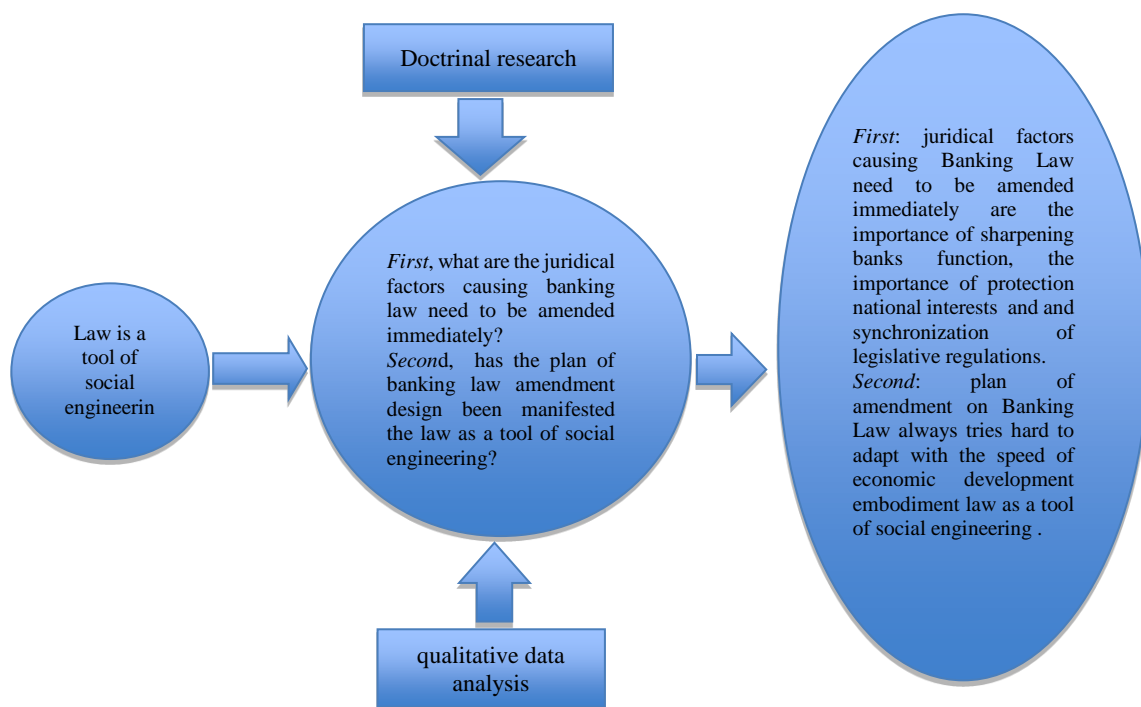 Doctrinal research
Law is a
tool of
social
engineerin
First, what are the juridical
factors causing banking
law need to be amended
immediately?
Second, has the plan of
banking law amendment
design been manifested
the law as a tool of social
engineering?
qualitative data
analysis
First: juridical factors
causing Banking Law
need to be amended
immediately are the
importance of sharpening
banks function, the
importance of protection
national interests and and
synchronization of
legislative regulations.
Second: plan of
amendment on Banking
Law always tries hard to
adapt with the speed of
economic development
embodiment law as a tool
of social engineering .